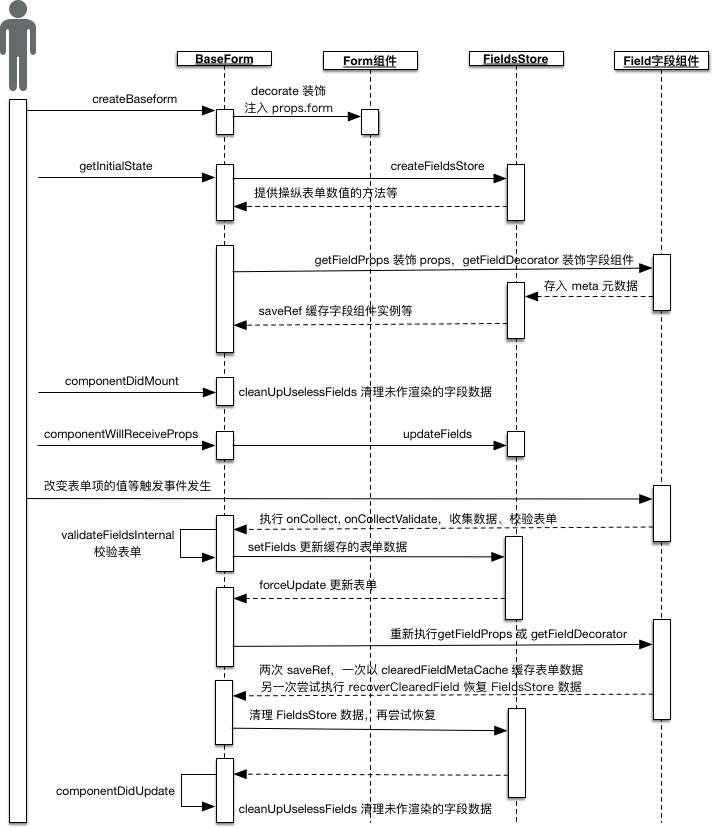 BaseForm
Form组件
FieldsStore
Field字段组件
createBaseform
decorate 装饰
注入 props.form
getInitialState
createFieldsStore
提供操纵表单数值的方法等
getFieldProps 装饰 props，getFieldDecorator 装饰字段组件
存入 meta 元数据
saveRef 缓存字段组件实例等
componentDidMount
cleanUpUselessFields 清理未作渲染的字段数据
componentWillReceiveProps
updateFields
改变表单项的值等触发事件发生
执行 onCollect, onCollectValidate，收集数据、校验表单
validateFieldsInternal
校验表单
setFields 更新缓存的表单数据
forceUpdate 更新表单
重新执行getFieldProps 或 getFieldDecorator
两次 saveRef，一次以 clearedFieldMetaCache 缓存表单数据
另一次尝试执行 recoverClearedField 恢复 FieldsStore 数据
清理 FieldsStore 数据，再尝试恢复
componentDidUpdate
cleanUpUselessFields 清理未作渲染的字段数据